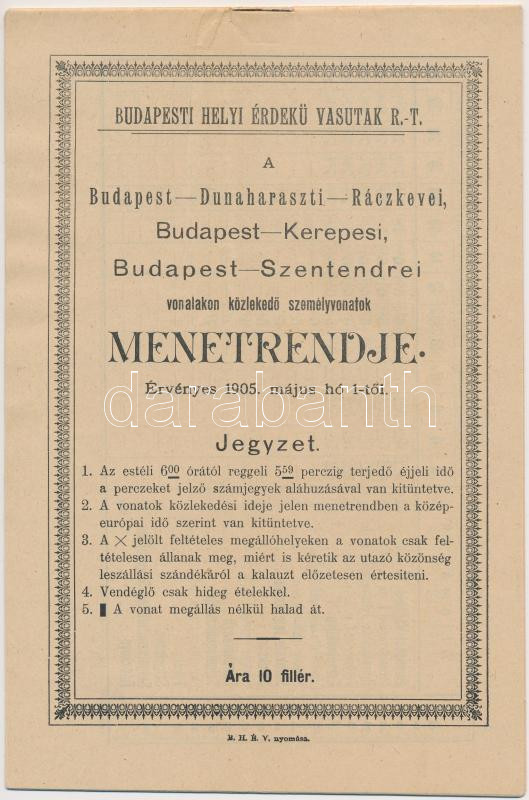 BUDAPESTI HELYI ÉRDEKŰ VASUTAK R.-T.
A
Budapest—Dunaharaszti—Ráczkevei,
Budapest—Kerepesi,
Budapest—Szentendrei
vonalakon közlekedő személyvonatok
MENETRENDJE.
Érvényes 1905. május hó 1-től.
darabanth
Jegyzet.
1. Az estéli 600 órától reggeli 559 perczig terjedő éjjeli idő
a perczeket jelző számjegyek aláhuzásával van kitüntetve.
2. A vonatok közlekedési ideje jelen menetrendben a közép-
európai idő szerint van kitüntetve.
3. A × jelölt feltételes megállóhelyeken a vonatok csak fel-
tételesen állanak meg, miért is kéretik az utazó közönség
leszállási szándékáról a kalauzt előzetesen értesiteni.
4. Vendéglő csak hideg ételekkel.
5. ▮ A vonat megállás nélkül halad át.
Ára 10 fillér.
B. H. É. V. nyomása.